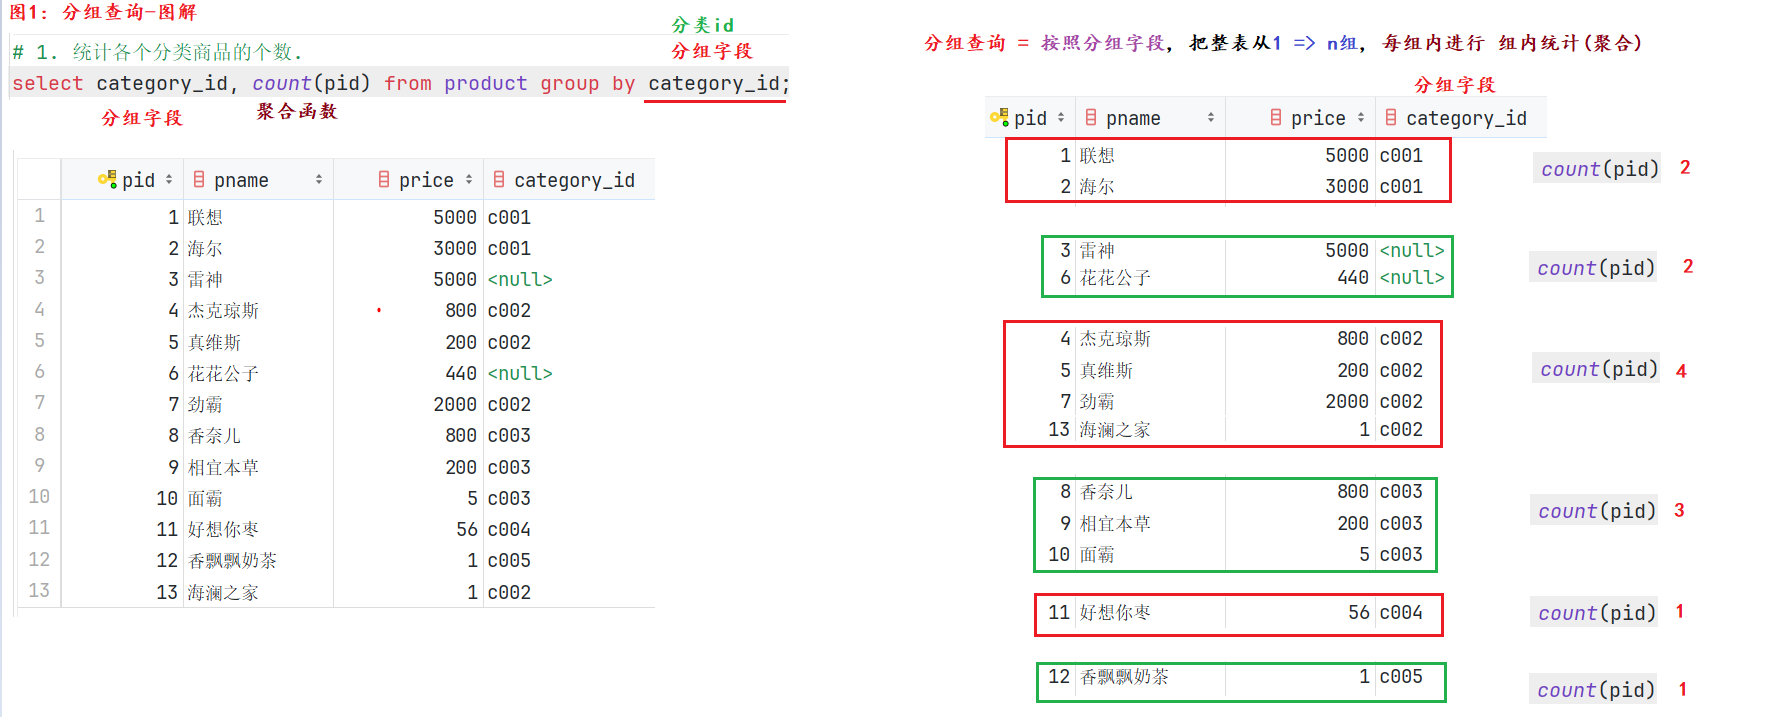 图1: 分组查询-图解
# 1. 统计各个分类商品的个数.
分类id
分组字段
select category_id, count(pid) from product group by category_id;
分组字段
聚合函数
pid pname price category_id
1 1 联想 5000 c001
2 2 海尔 3000 c001
3 3 雷神 5000 <null>
4 4 杰克琼斯 800 c002
5 5 真维斯 200 c002
6 6 花花公子 440 <null>
7 7 劲霸 2000 c002
8 8 香奈儿 800 c003
9 9 相宜本草 200 c003
10 10 面霸 5 c003
11 11 好想你枣 56 c004
12 12 香飘飘奶茶 1 c005
13 13 海澜之家 1 c002
分组查询 = 按照分组字段, 把整表从1 => n组, 每组内进行 组内统计(聚合)
分组字段
pid pname price category_id
1 联想 5000 c001
2 海尔 3000 c001
count(pid) 2
3 雷神 5000 <null>
6 花花公子 440 <null>
count(pid) 2
4 杰克琼斯 800 c002
5 真维斯 200 c002
7 劲霸 2000 c002
13 海澜之家 1 c002
count(pid) 4
8 香奈儿 800 c003
9 相宜本草 200 c003
10 面霸 5 c003
count(pid) 3
11 好想你枣 56 c004
count(pid) 1
12 香飘飘奶茶 1 c005
count(pid) 1